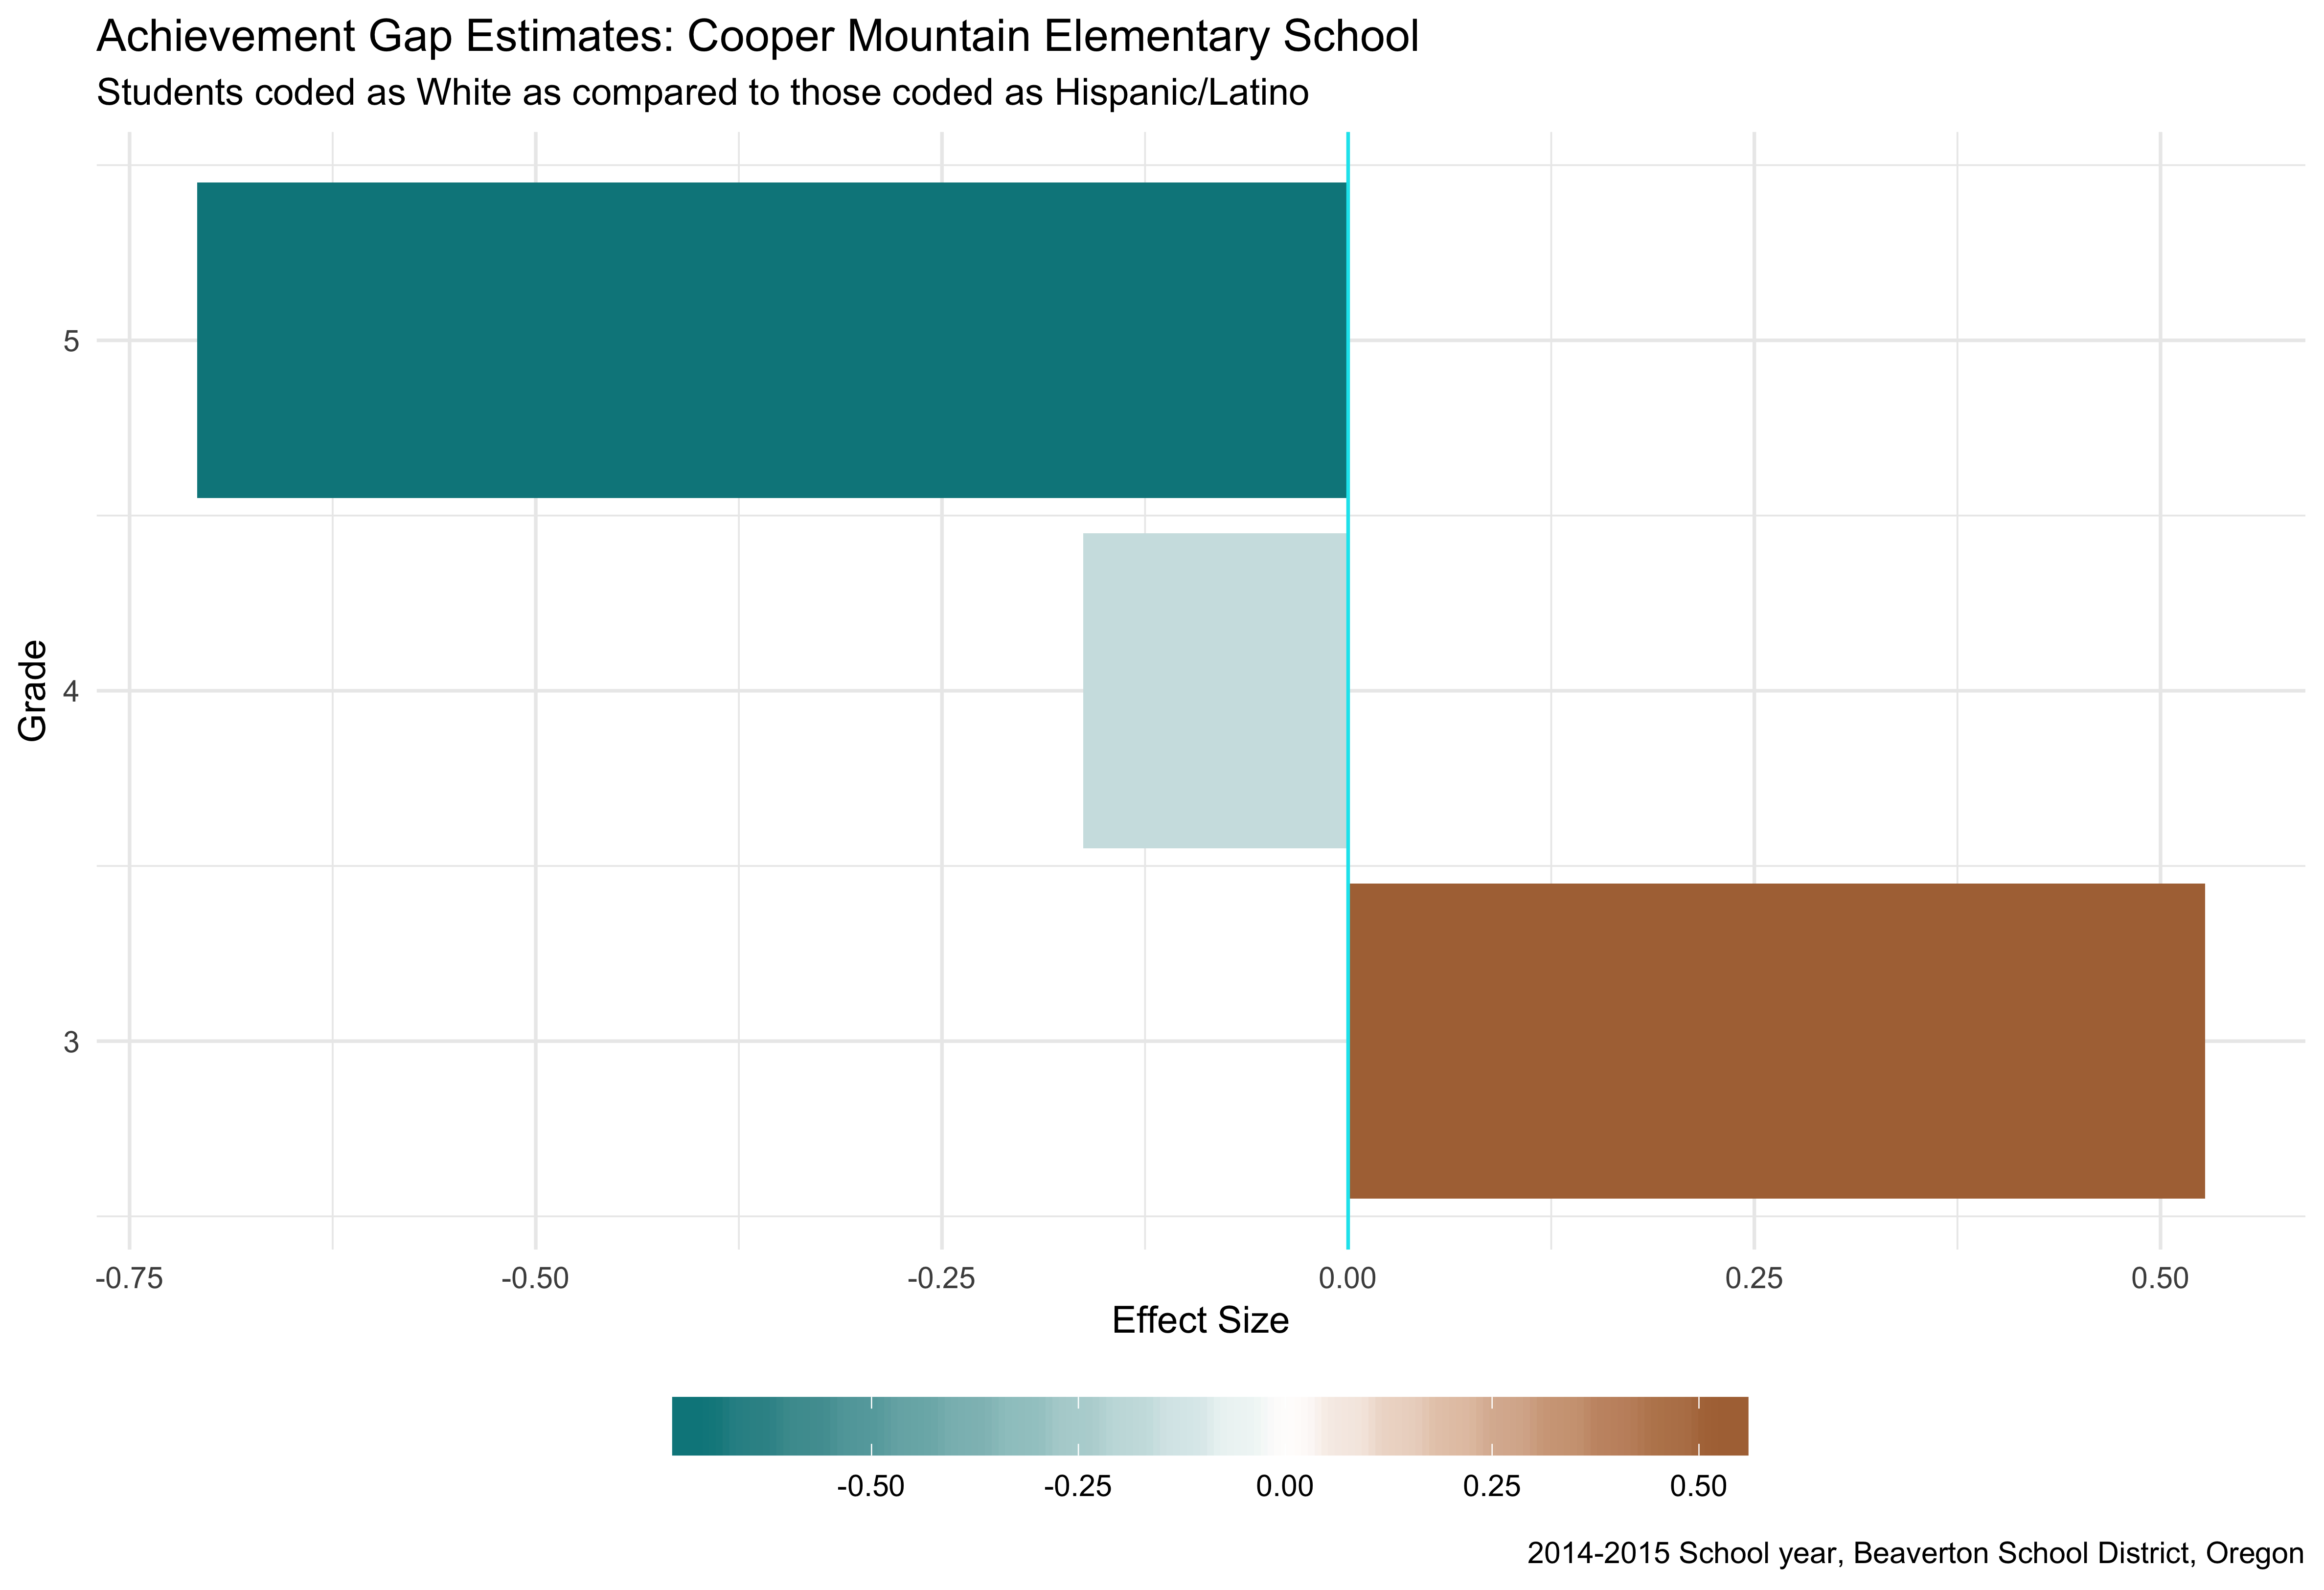 Achievement Gap Estimates: Cooper Mountain Elementary School
Students coded as White as compared to those coded as Hispanic/Latino
5
4
3
Grade
-0.75 -0.50 -0.25 0.00 0.25 0.50
Effect Size
-0.50 -0.25 0.00 0.25 0.50
2014-2015 School year, Beaverton School District, Oregon